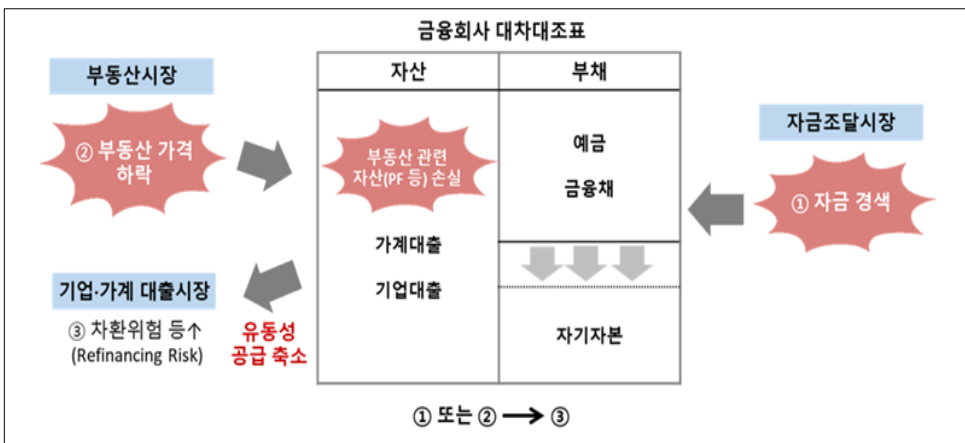 금융회사 대차대조표
부동산시장
② 부동산 가격
하락
자산
부채
부동산 관련
자산(PF 등) 손실
가계대출
기업대출
예금
금융채
자기자본
자금조달시장
① 자금 경색
기업·가계 대출시장
③ 차환위험 등↑
(Refinancing Risk)
유동성
공급 축소
① 또는 ② → ③